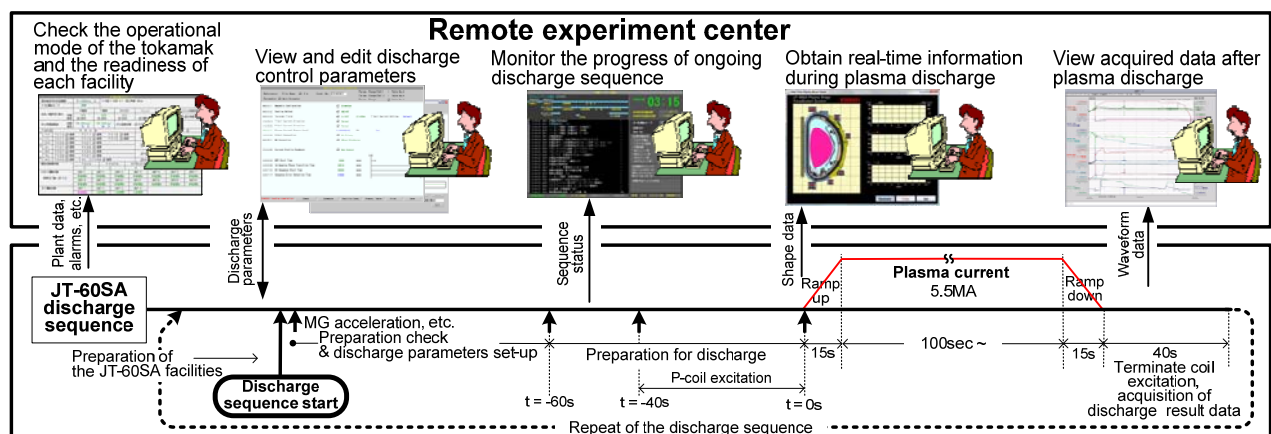 Remote experiment center
Check the operational
mode of the tokamak
and the readiness of
each facility
View and edit discharge
control parameters
Monitor the progress of ongoing
discharge sequence
Obtain real-time information
during plasma discharge
View acquired data after
plasma discharge
03:15
Plant data,
alarms, etc.
Discharge
parameters
Sequence
status
Shape data
Waveform
data
JT-60SA
discharge
sequence
Ramp
up
Plasma current
5.5MA
Ramp
down
MG acceleration, etc.
Preparation check
& discharge parameters set-up
Preparation of
the JT-60SA facilities
Discharge
sequence start
Preparation for discharge
15s
100sec ~
15s
40s
P-coil excitation
Terminate coil
excitation,
acquisition of
discharge result data
t = -60s
t = -40s
t = 0s
Repeat of the discharge sequence